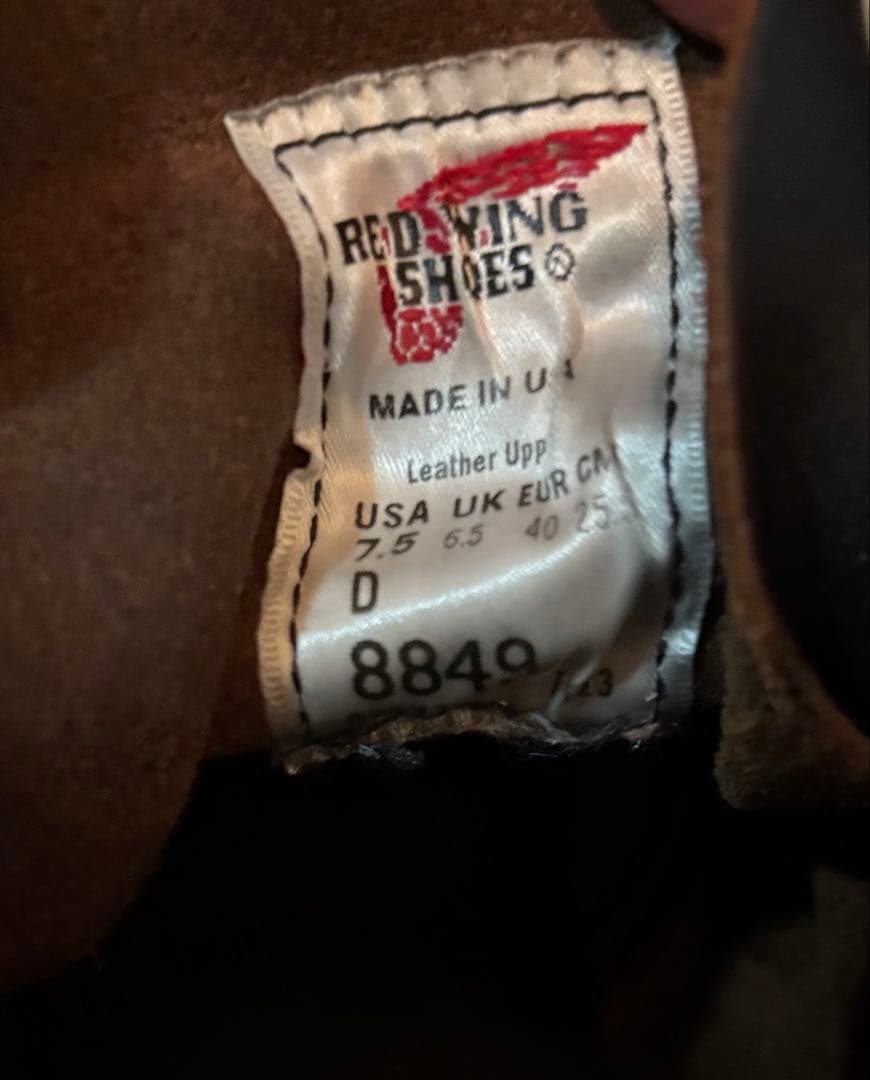 RED WING
SHOES®
MADE IN U A
Leather Upp
USA UK EUR CM
7.5 6.5 40 25
D
8849